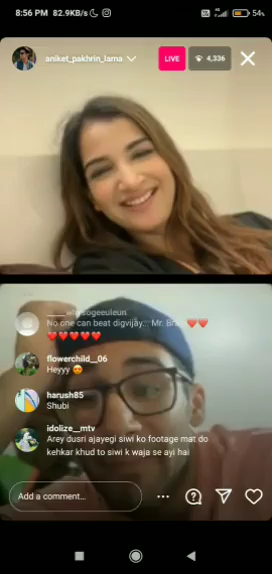 8:56 PM 82.9KB/s
54%
aniket_pakhrin_lama
LIVE
4,336
No one can beat digvijay
Heyyy 😍
flowerchild__06
harush85
Shubi
idolize__mtv
Arey dusri ajayegi siwi ko footage mat do
kehkar khud to siwi k waja se ayi hai
Add a comment...